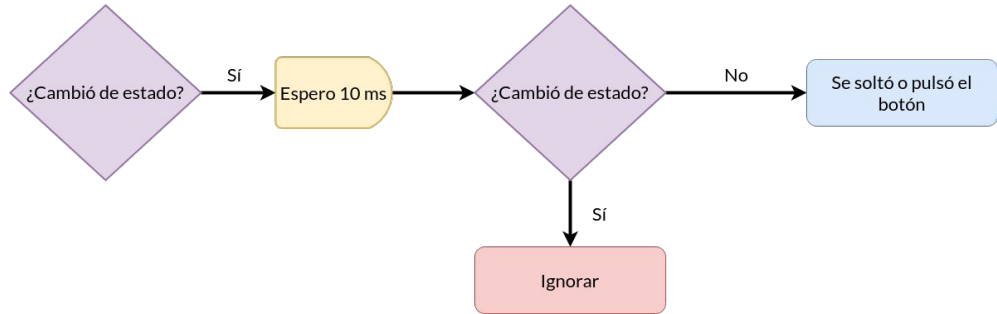 ¿Cambió de estado?
Sí
Espero 10 ms
¿Cambió de estado?
No
Se soltó o pulsó el
botón
Sí
Ignorar